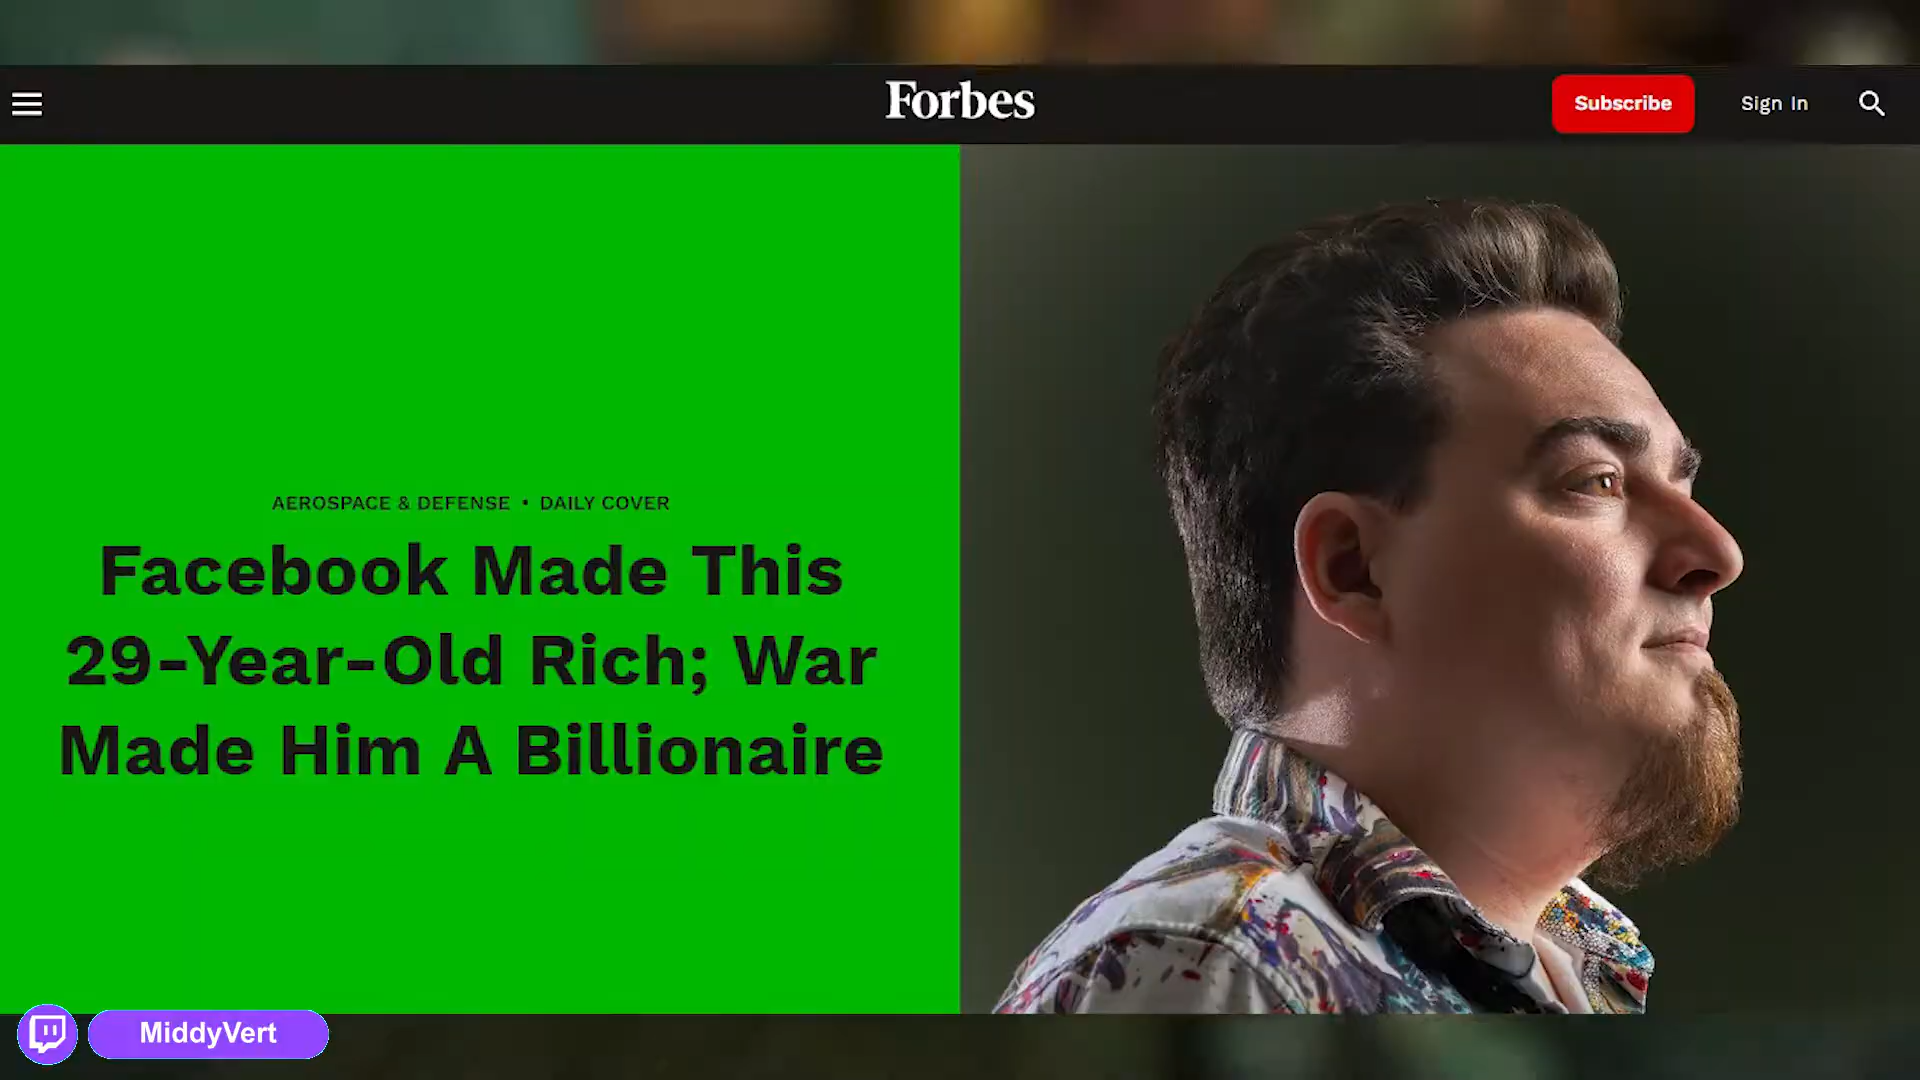 Forbes
Subscribe
Sign In
AEROSPACE & DEFENSE • DAILY COVER
Facebook Made This
29-Year-Old Rich; War
Made Him A Billionaire
MiddyVert